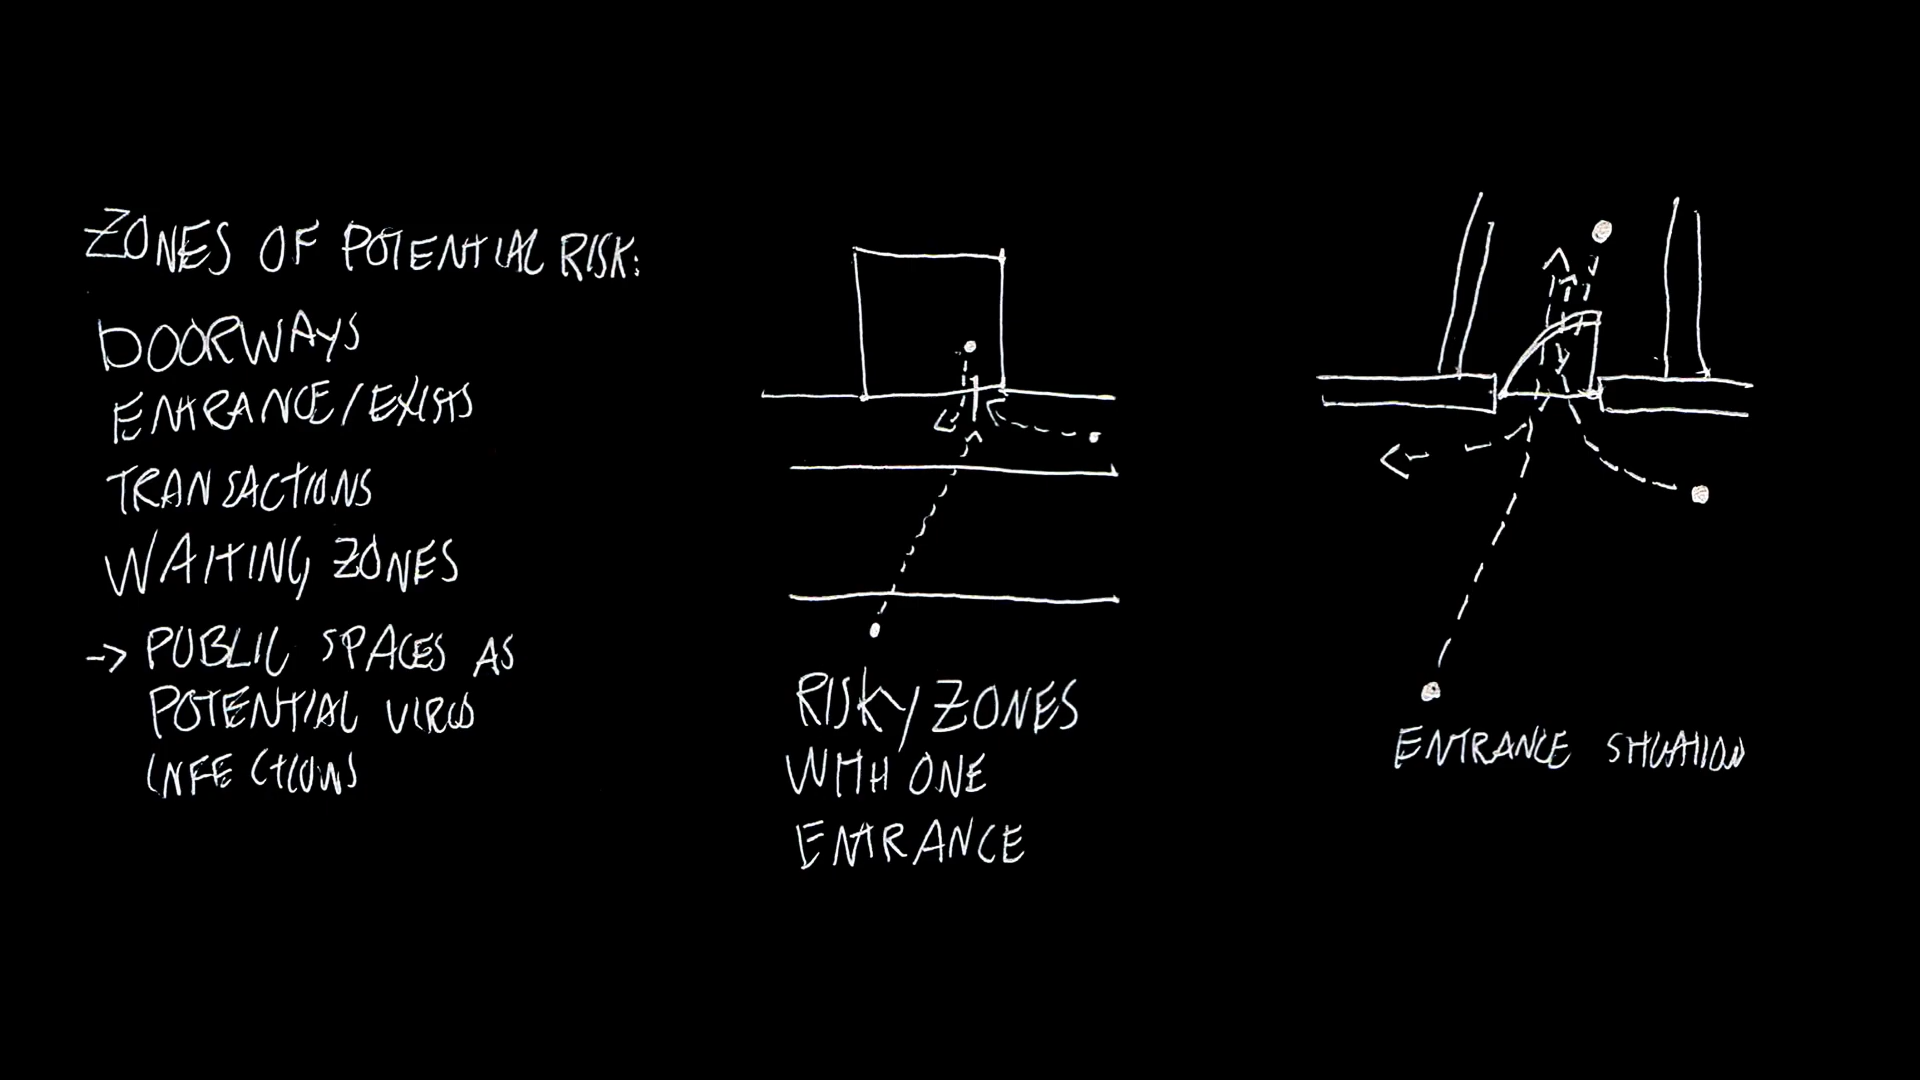 ZONES OF POTENTIAL RISK:
DOORWAYS
ENTRANCE/EXISTS
TRANSACTIONS
WAITING ZONES
-> PUBLIC SPACES AS
POTENTIAL VIRUS
INFECTIONS
RISKY ZONES
WITH ONE
ENTRANCE
ENTRANCE SITUATION